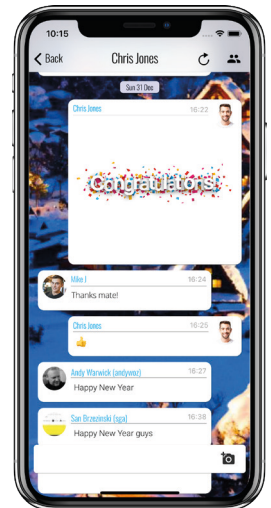 10:15
Back
Chris Jones
Sun 31 Dec
Chris Jones 16:22
Congratulations
Mike J 16:24
Thanks mate!
Chris Jones 16:25
👍
Andy Warwick (andywoz) 16:27
Happy New Year
San Brzezinski (sga) 16:38
Happy New Year guys